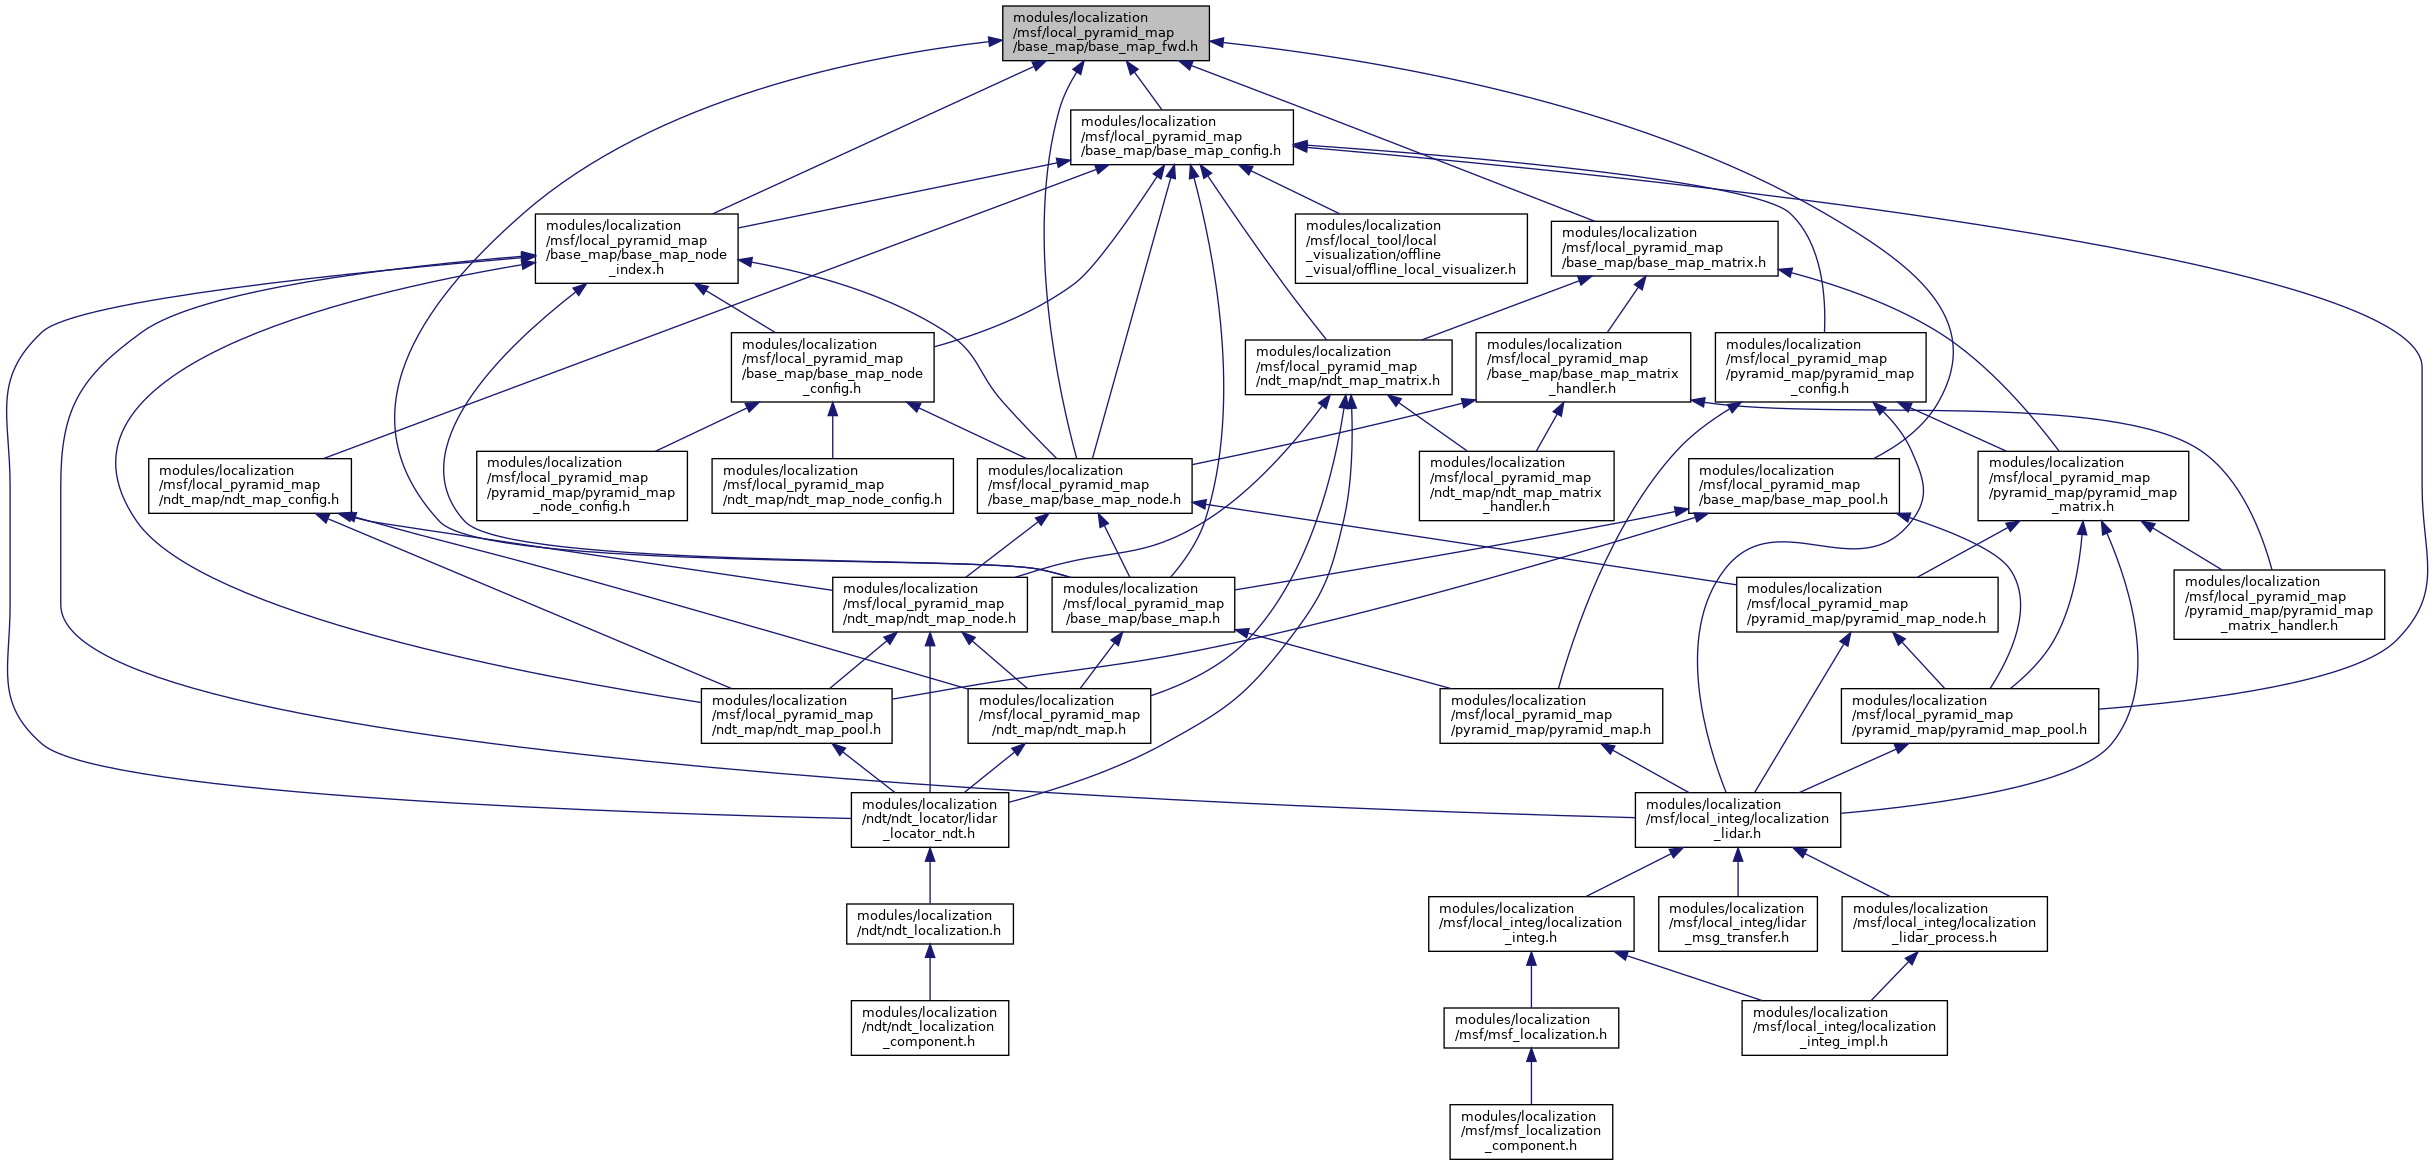 modules/localization
/msf/local_pyramid_map
/base_map/base_map_fwd.h
modules/localization
/msf/local_pyramid_map
/base_map/base_map_config.h
modules/localization
/msf/local_pyramid_map
/base_map/base_map_node
_index.h
modules/localization
/msf/local_tool/local
_visualization/offline
_visual/offline_local_visualizer.h
modules/localization
/msf/local_pyramid_map
/base_map/base_map_matrix.h
modules/localization
/msf/local_pyramid_map
/base_map/base_map_node
_config.h
modules/localization
/msf/local_pyramid_map
/ndt_map/ndt_map_matrix.h
modules/localization
/msf/local_pyramid_map
/base_map/base_map_matrix
_handler.h
modules/localization
/msf/local_pyramid_map
/pyramid_map/pyramid_map
_config.h
modules/localization
/msf/local_pyramid_map
/ndt_map/ndt_map_config.h
modules/localization
/msf/local_pyramid_map
/pyramid_map/pyramid_map
_node_config.h
modules/localization
/msf/local_pyramid_map
/ndt_map/ndt_map_node_config.h
modules/localization
/msf/local_pyramid_map
/base_map/base_map_node.h
modules/localization
/msf/local_pyramid_map
/ndt_map/ndt_map_matrix
_handler.h
modules/localization
/msf/local_pyramid_map
/base_map/base_map_pool.h
modules/localization
/msf/local_pyramid_map
/pyramid_map/pyramid_map
_matrix.h
modules/localization
/msf/local_pyramid_map
/ndt_map/ndt_map_node.h
modules/localization
/msf/local_pyramid_map
/base_map/base_map.h
modules/localization
/msf/local_pyramid_map
/pyramid_map/pyramid_map_node.h
modules/localization
/msf/local_pyramid_map
/pyramid_map/pyramid_map
_matrix_handler.h
modules/localization
/msf/local_pyramid_map
/ndt_map/ndt_map_pool.h
modules/localization
/msf/local_pyramid_map
/ndt_map/ndt_map.h
modules/localization
/msf/local_pyramid_map
/pyramid_map/pyramid_map.h
modules/localization
/msf/local_pyramid_map
/pyramid_map/pyramid_map_pool.h
modules/localization
/ndt/ndt_locator/lidar
_locator_ndt.h
modules/localization
/msf/local_integ/localization
_lidar.h
modules/localization
/ndt/ndt_localization.h
modules/localization
/msf/local_integ/localization
_integ.h
modules/localization
/msf/local_integ/lidar
_msg_transfer.h
modules/localization
/msf/local_integ/localization
_lidar_process.h
modules/localization
/ndt/ndt_localization
_component.h
modules/localization
/msf/msf_localization.h
modules/localization
/msf/local_integ/localization
_integ_impl.h
modules/localization
/msf/msf_localization
_component.h